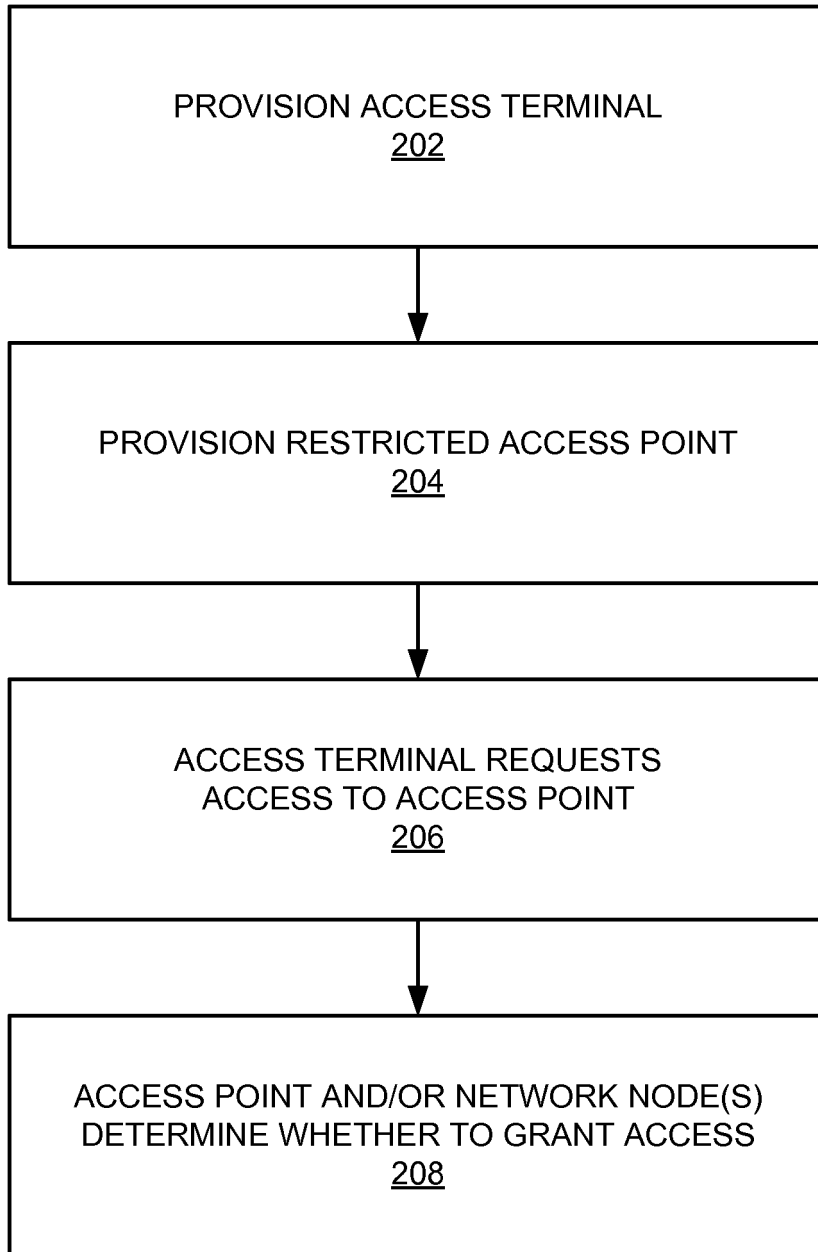 PROVISION ACCESS TERMINAL
202
PROVISION RESTRICTED ACCESS POINT
204
ACCESS TERMINAL REQUESTS
ACCESS TO ACCESS POINT
206
ACCESS POINT AND/OR NETWORK NODE(S)
DETERMINE WHETHER TO GRANT ACCESS
208